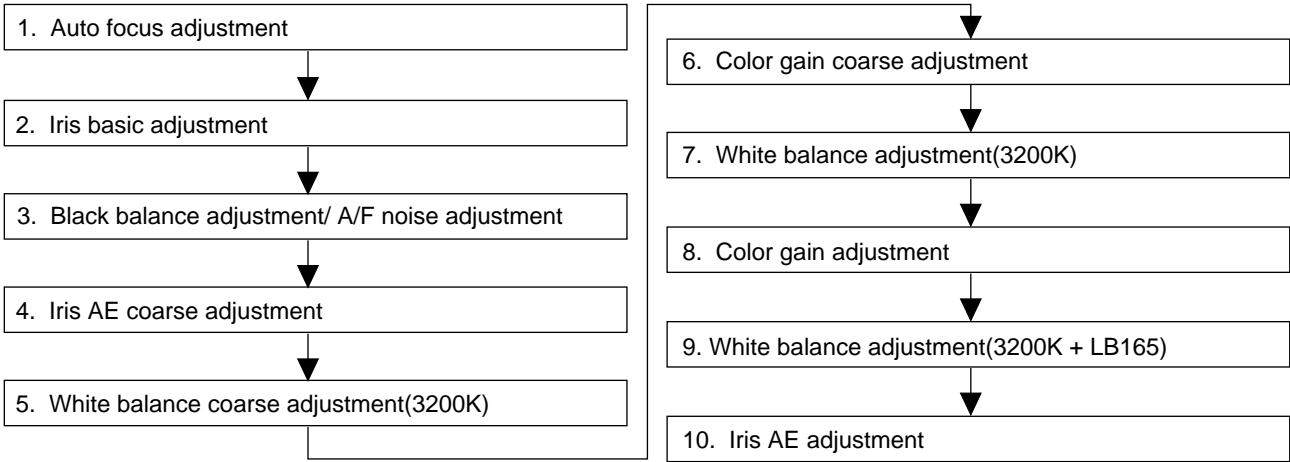 1. Auto focus adjustment
2. Iris basic adjustment
3. Black balance adjustment/ A/F noise adjustment
4. Iris AE coarse adjustment
5. White balance coarse adjustment(3200K)
6. Color gain coarse adjustment
7. White balance adjustment(3200K)
8. Color gain adjustment
9. White balance adjustment(3200K + LB165)
10. Iris AE adjustment